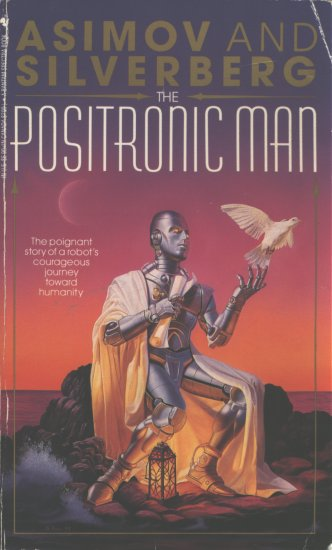 ASIMOV AND
SILVERBERG
THE
POSITRONIC MAN
The poignant
story of a robot's
courageous
journey
toward
humanity